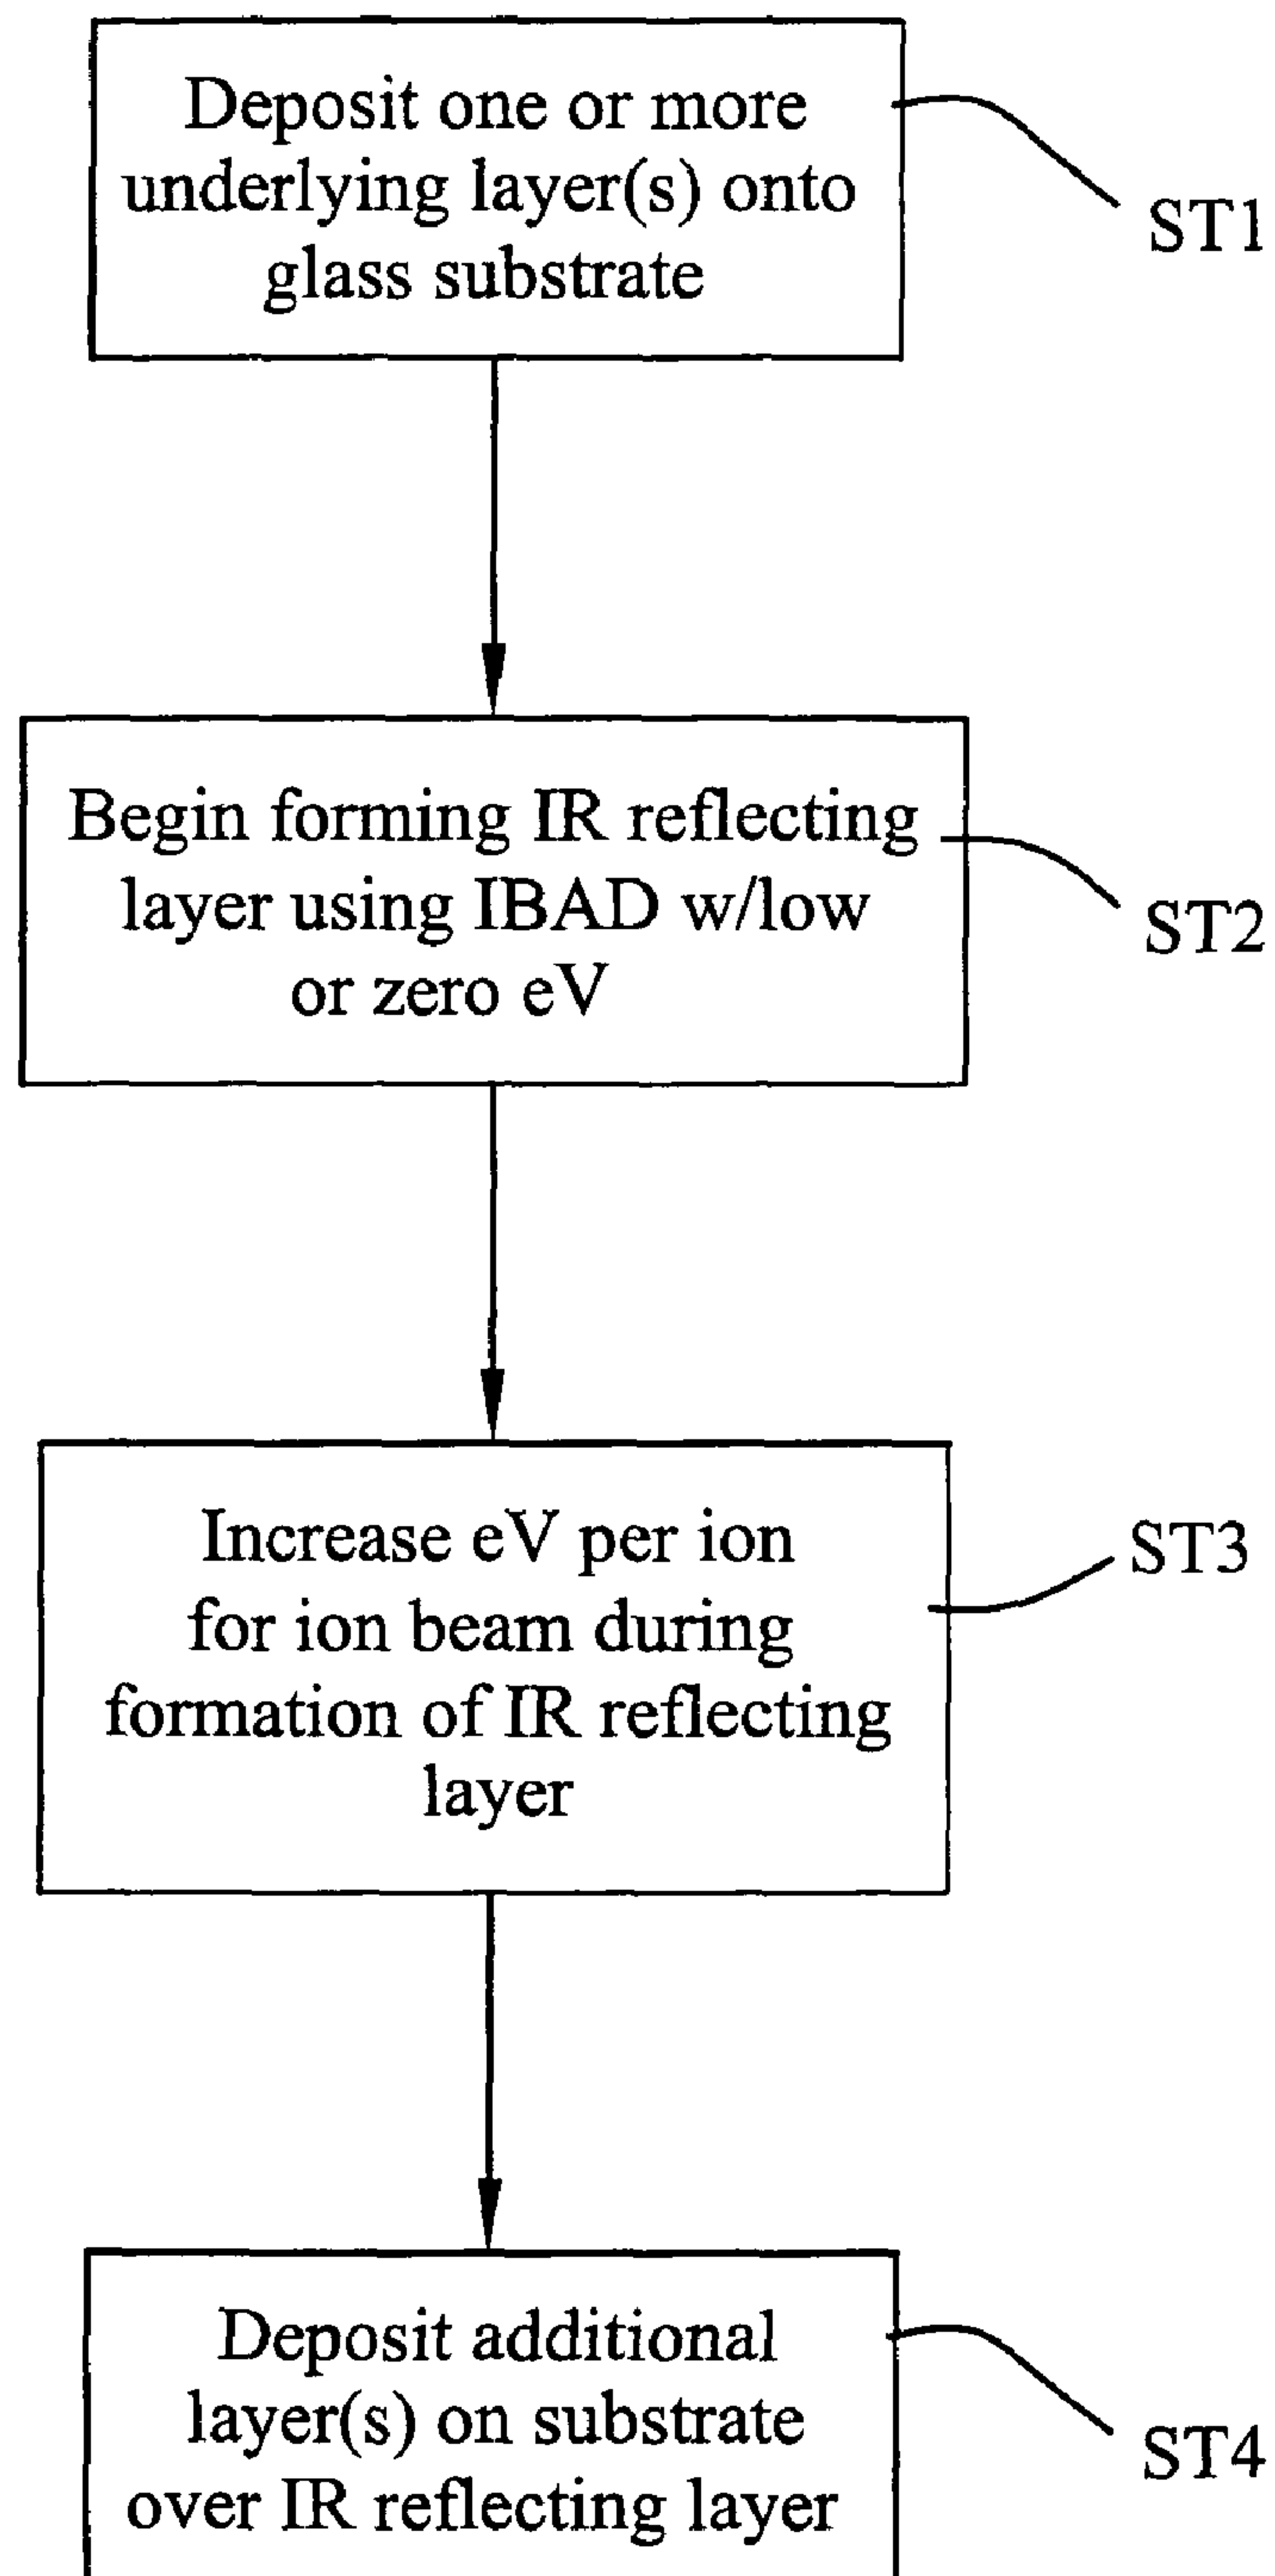 Deposit one or more
underlying layer(s) onto
glass substrate
ST1
Begin forming IR reflecting
layer using IBAD w/low
or zero eV
ST2
Increase eV per ion
for ion beam during
formation of IR reflecting
layer
ST3
Deposit additional
layer(s) on substrate
over IR reflecting layer
ST4